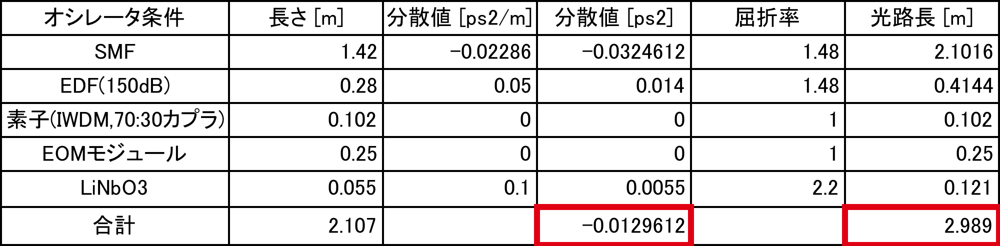 オシレータ条件 長さ [m] 分散値 [ps2/m] 分散値 [ps2] 屈折率 光路長 [m]
SMF 1.42 -0.02286 -0.0324612 1.48 2.1016
EDF(150dB) 0.28 0.05 0.014 1.48 0.4144
素子(IWDM,70:30カプラ) 0.102 0 0 1 0.102
EOMモジュール 0.25 0 0 1 0.25
LiNbO3 0.055 0.1 0.0055 2.2 0.121
合計 2.107 -0.0129612 2.989